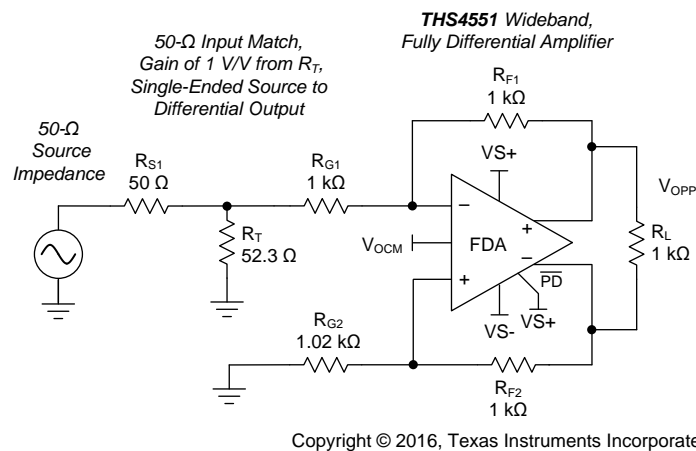 THS4551 Wideband,
Fully Differential Amplifier
50-Ω Input Match,
Gain of 1 V/V from RT,
Single-Ended Source to
Differential Output
50-Ω
Source
Impedance
RF1
1 kΩ
RS1
50 Ω
RG1
1 kΩ
VS+
VOPP
RT
52.3 Ω
VOCM
−
+
FDA
+
−
RL
1 kΩ
PD
VS-
VS+
RG2
1.02 kΩ
RF2
1 kΩ
Copyright © 2016, Texas Instruments Incorporate